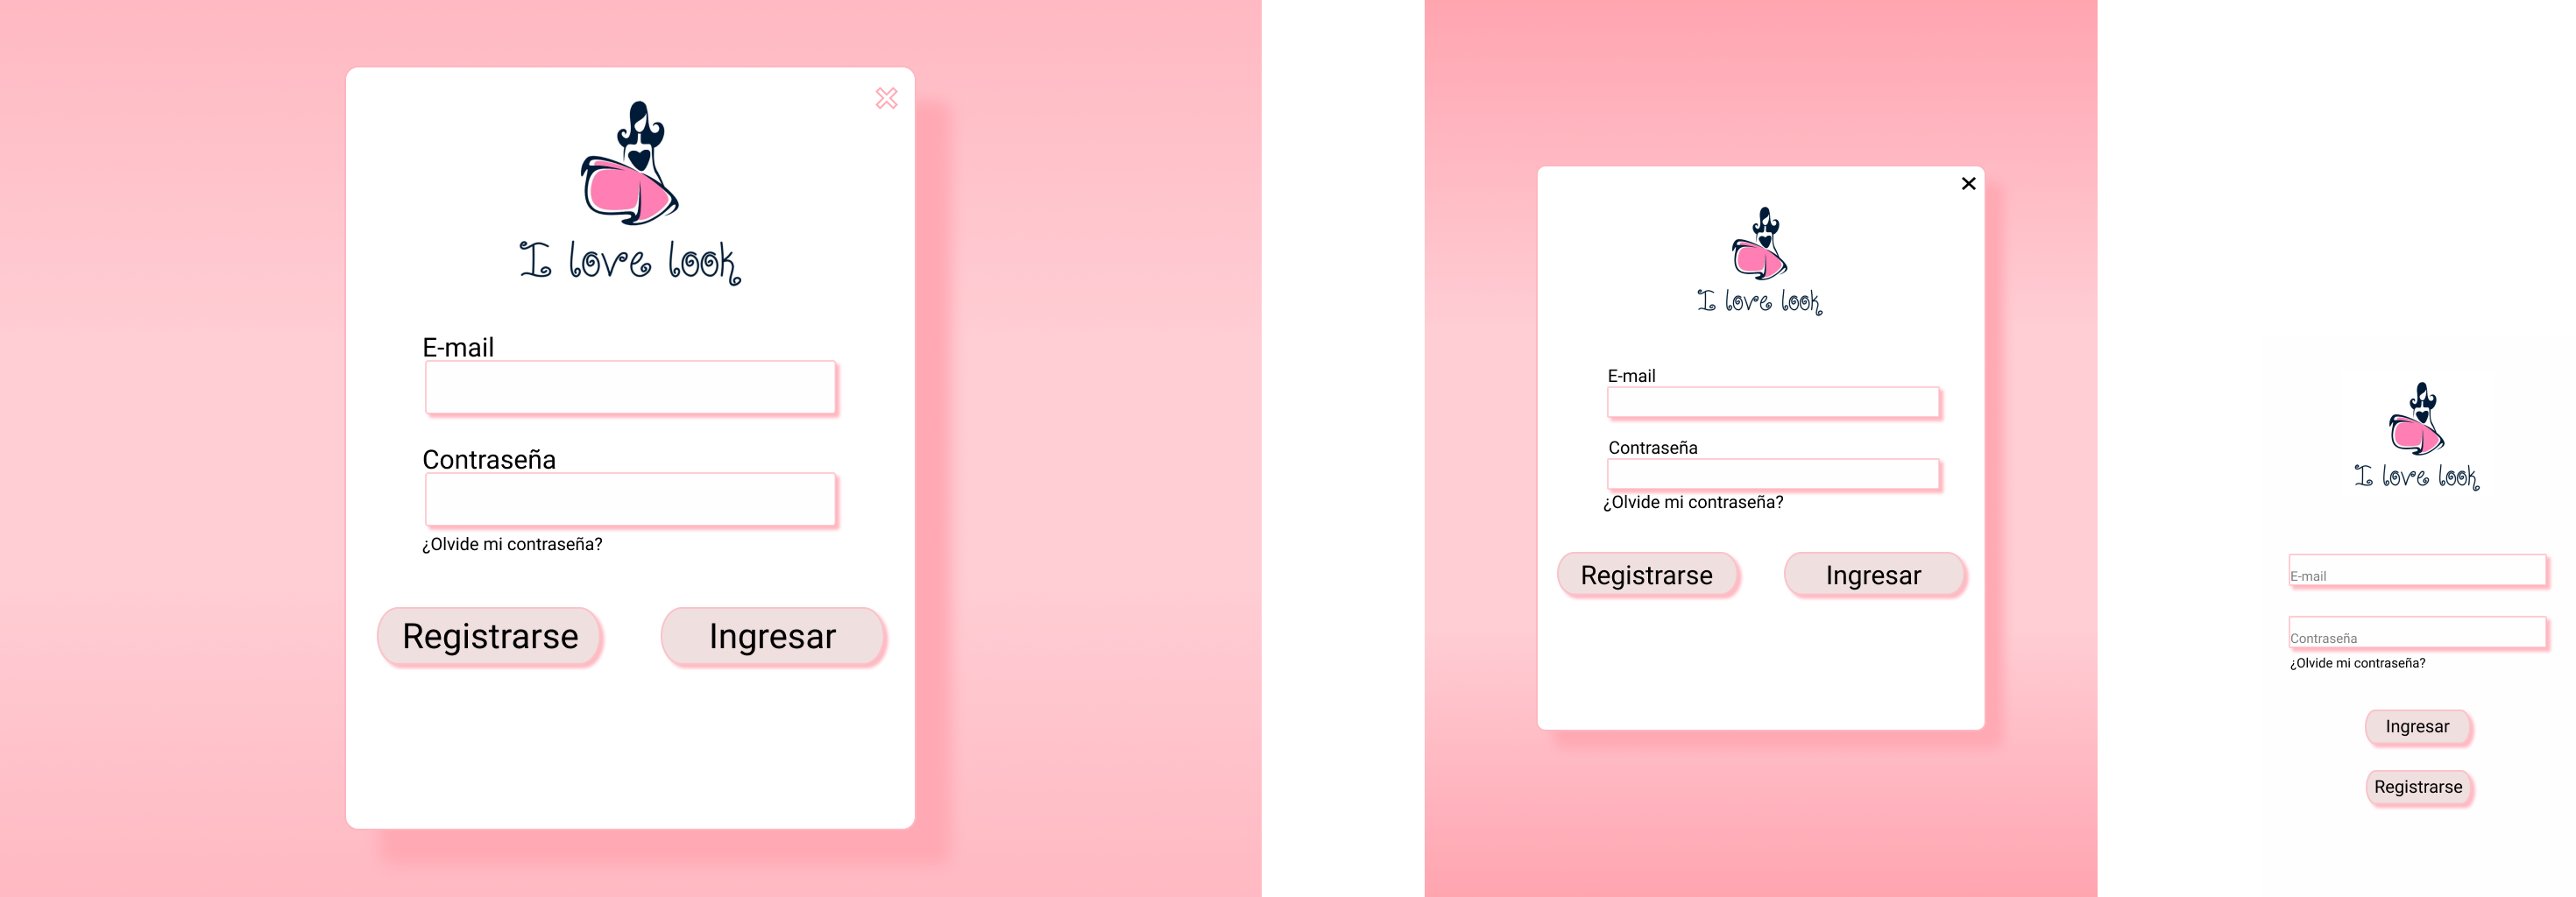 I love look
E-mail
Contraseña
¿Olvide mi contraseña?
Registrarse
Ingresar
I love look
E-mail
Contraseña
¿Olvide mi contraseña?
Registrarse
Ingresar
I love look
E-mail
Contraseña
¿Olvide mi contraseña?
Ingresar
Registrarse